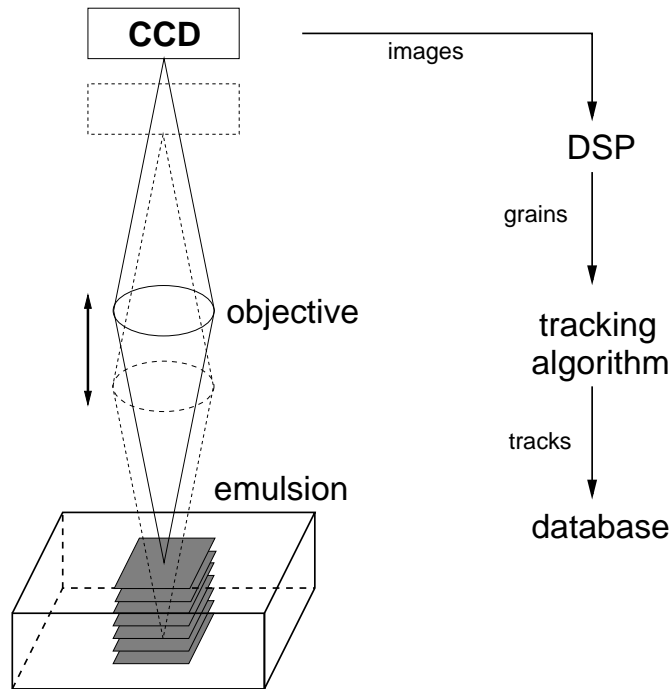 CCD
images
DSP
grains
objective
tracking
algorithm
tracks
emulsion
database